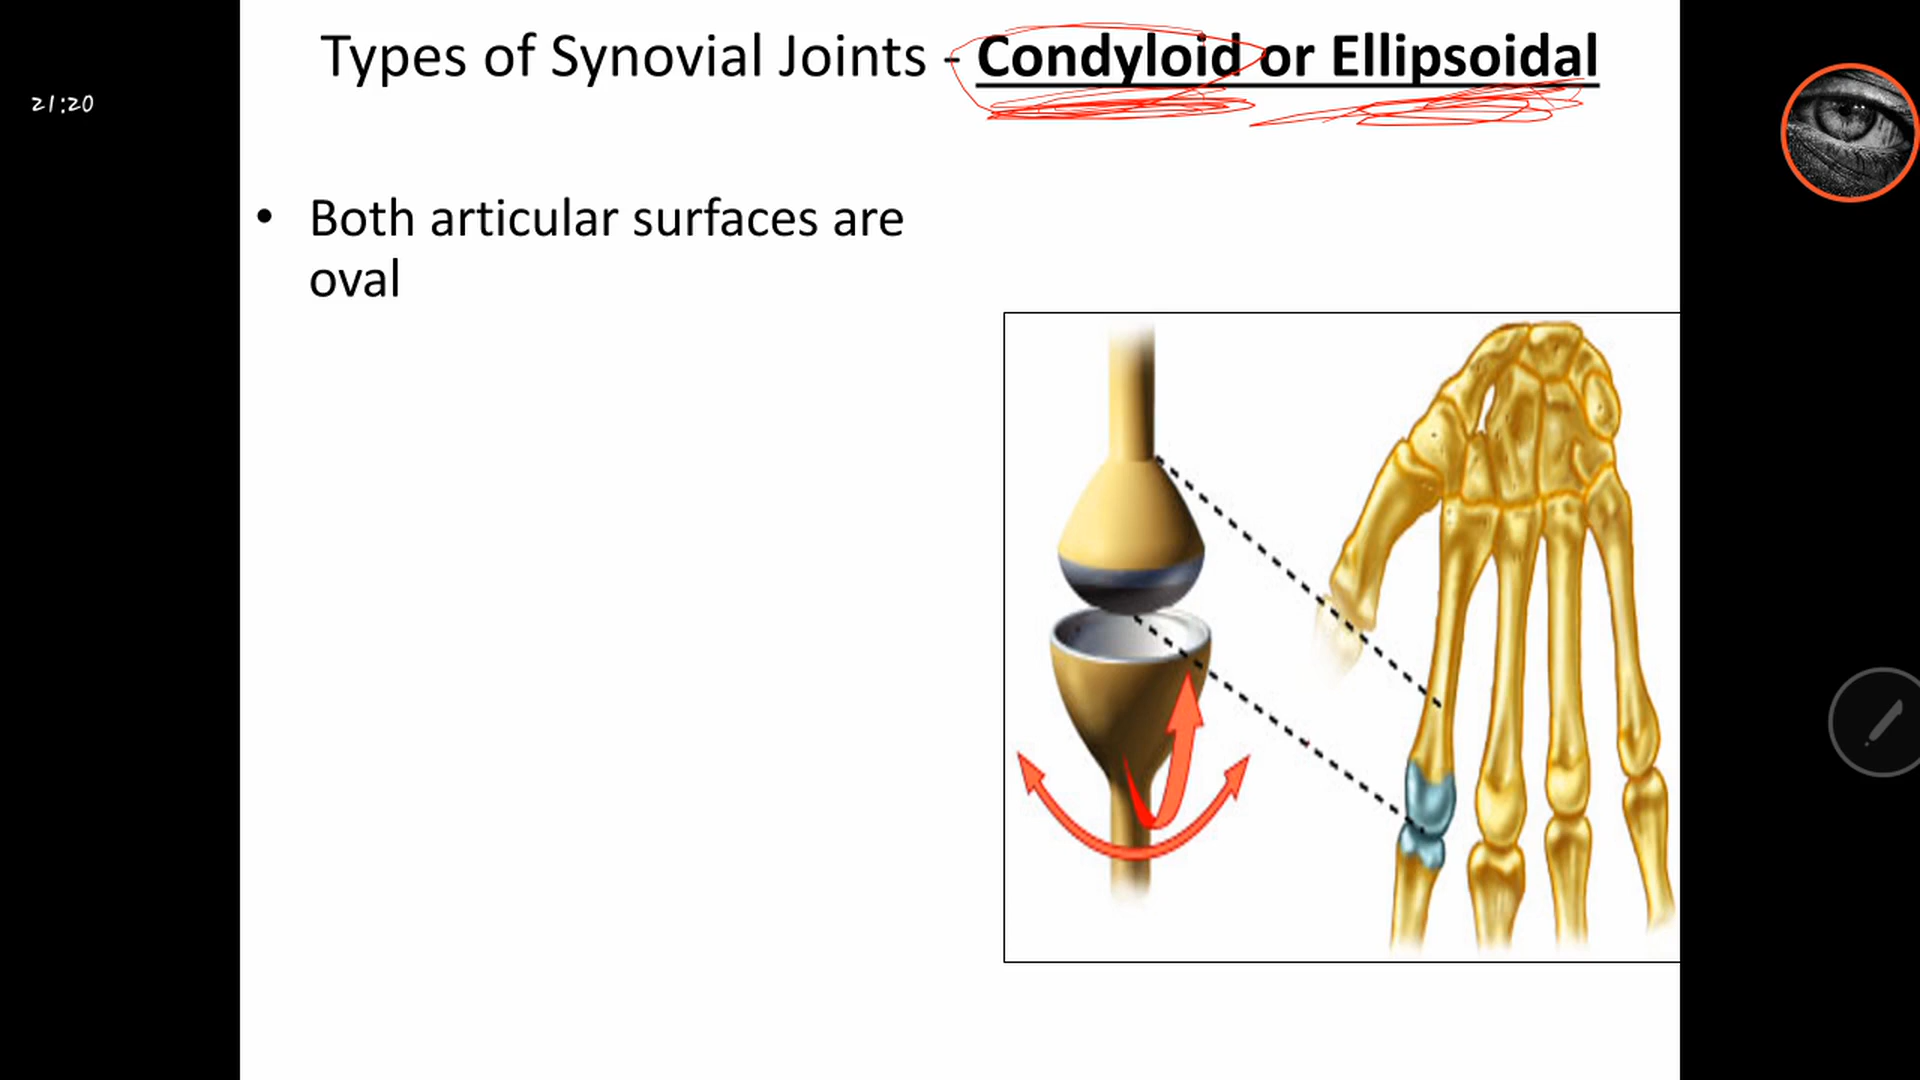 Types of Synovial Joints - Condyloid or Ellipsoidal
21:20
• Both articular surfaces are
oval